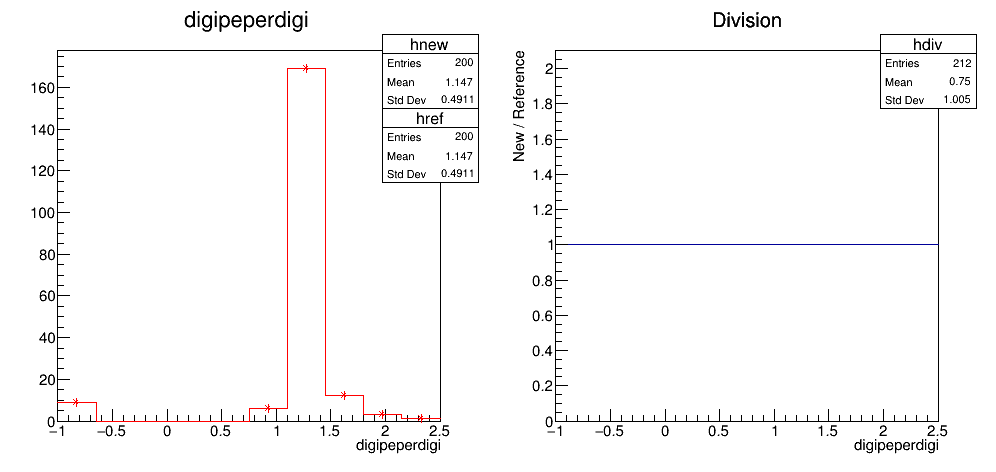 digipeperdigi
hnew
Entries 200
Mean 1.147
Std Dev 0.4911
href
Entries 200
Mean 1.147
Std Dev 0.4911
160
140
120
100
80
60
40
20
0
−1 −0.5 0 0.5 1 1.5 2 2.5
digipeperdigi
Division
hdiv
Entries 212
Mean 0.75
Std Dev 1.005
New / Reference
2
1.8
1.6
1.4
1.2
1
0.8
0.6
0.4
0.2
0
−1 −0.5 0 0.5 1 1.5 2 2.5
digipeperdigi